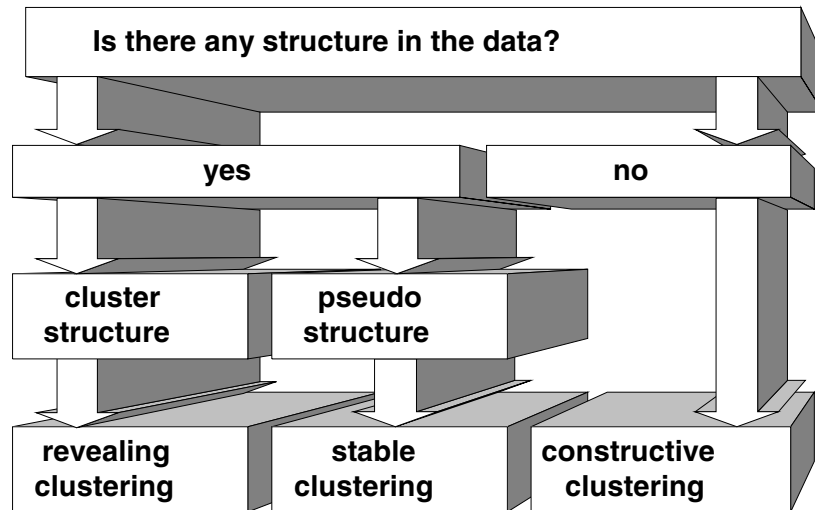 Is there any structure in the data?
yes
no
cluster
structure
pseudo
structure
revealing
clustering
stable
clustering
constructive
clustering